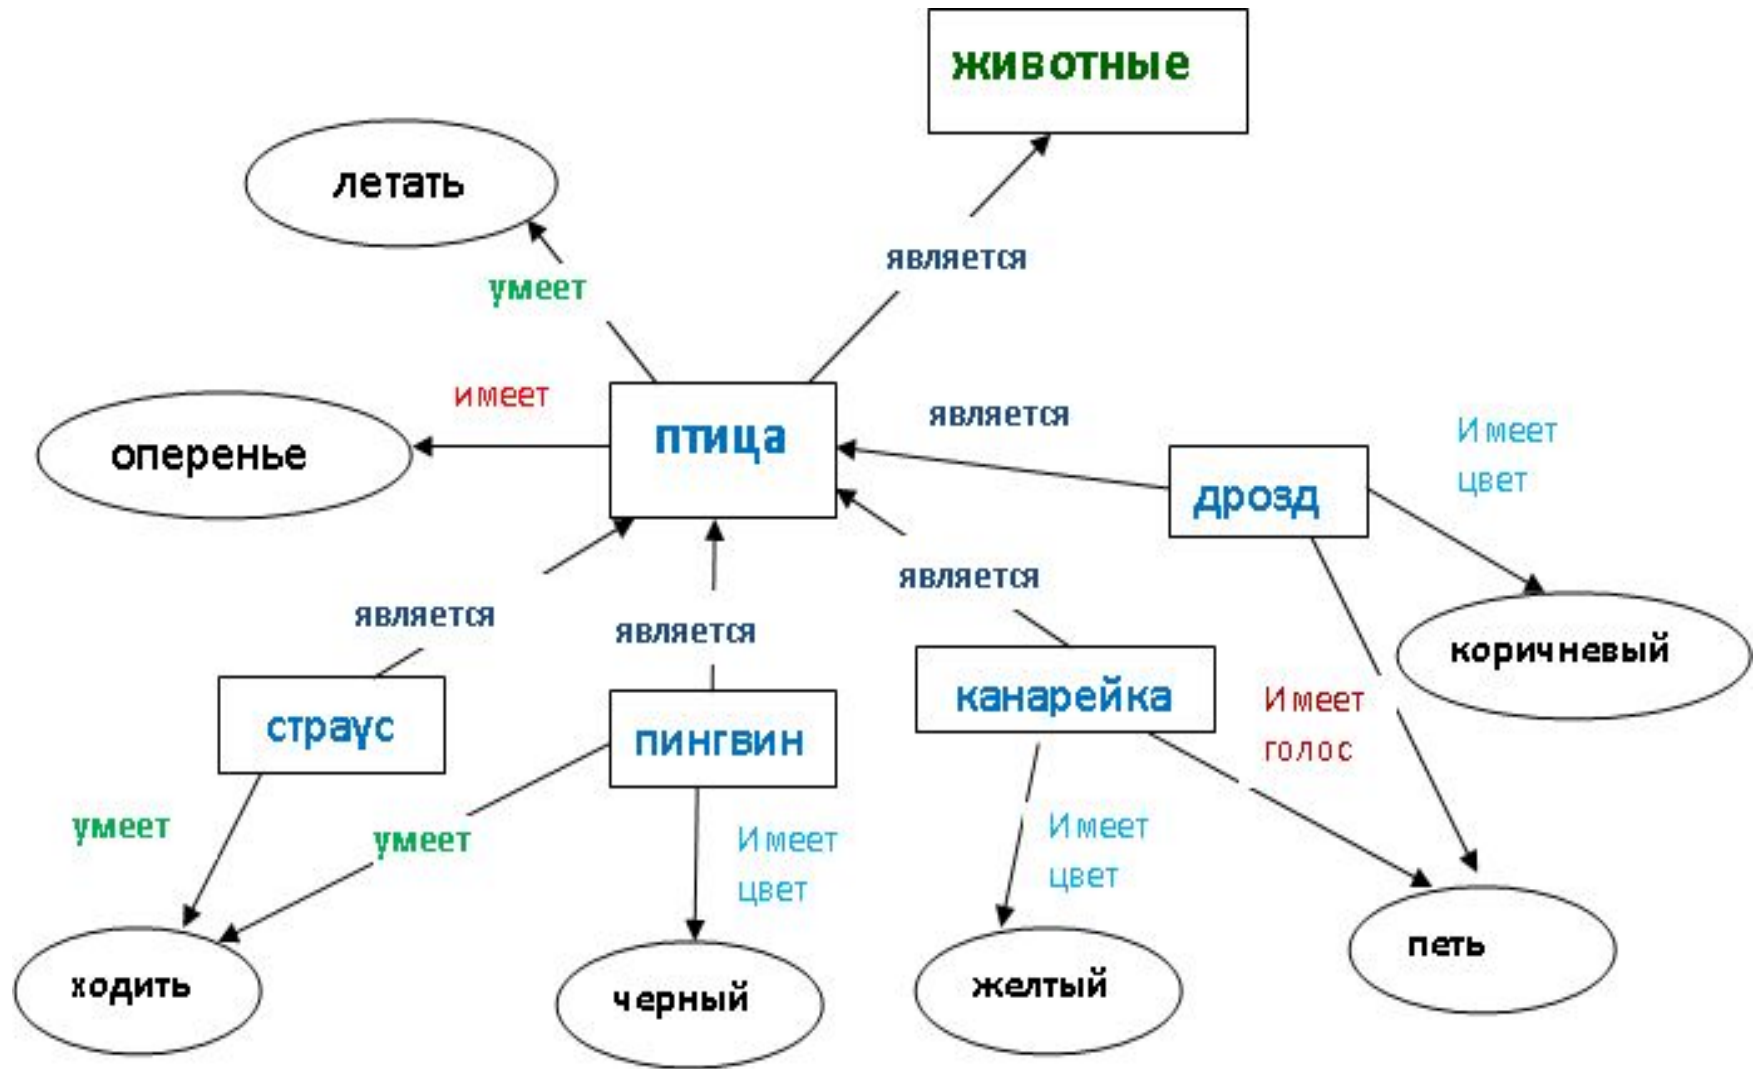 животные
летать
является
умеет
имеет
птица
является
Имеет
цвет
оперенье
дрозд
является
является
является
коричневый
страус
пингвин
канарейка
Имеет
голос
умеет
умеет
Имеет
цвет
Имеет
цвет
ходить
черный
желтый
петь